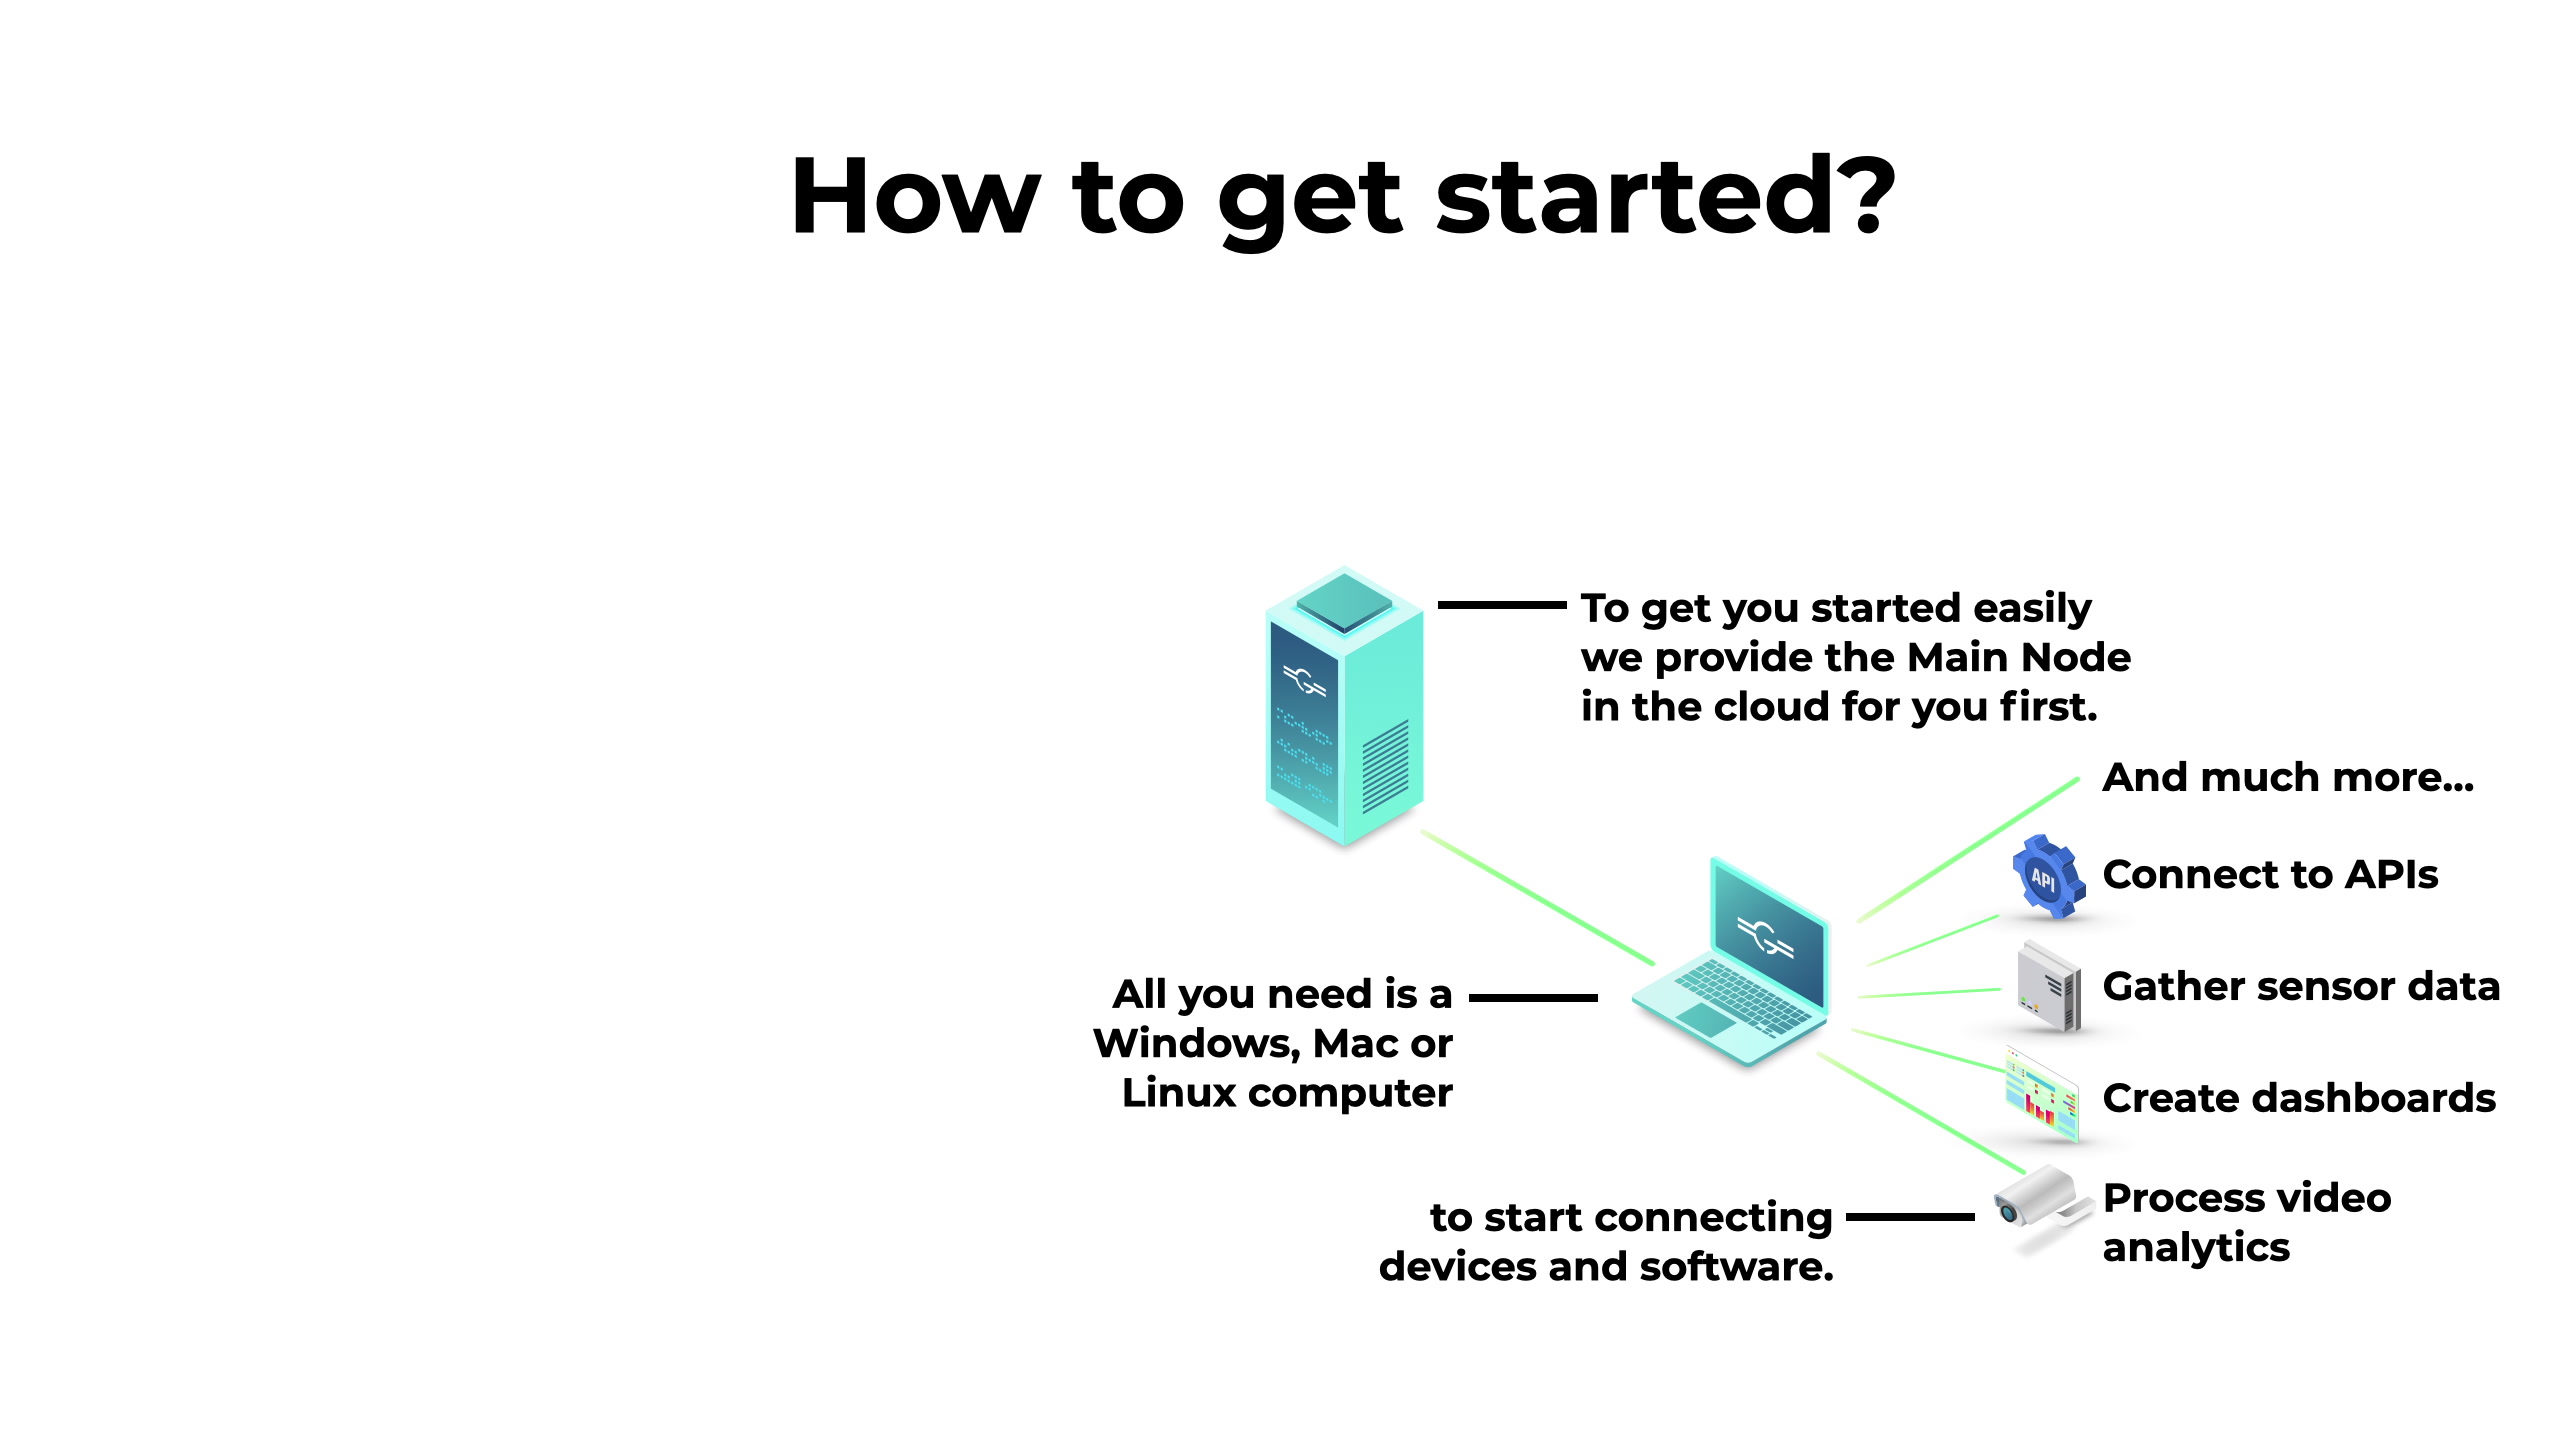 How to get started?
To get you started easily
we provide the Main Node
in the cloud for you first.
And much more...
API
Connect to APIs
Gather sensor data
All you need is a
Windows, Mac or
Linux computer
Create dashboards
Process video
analytics
to start connecting
devices and software.